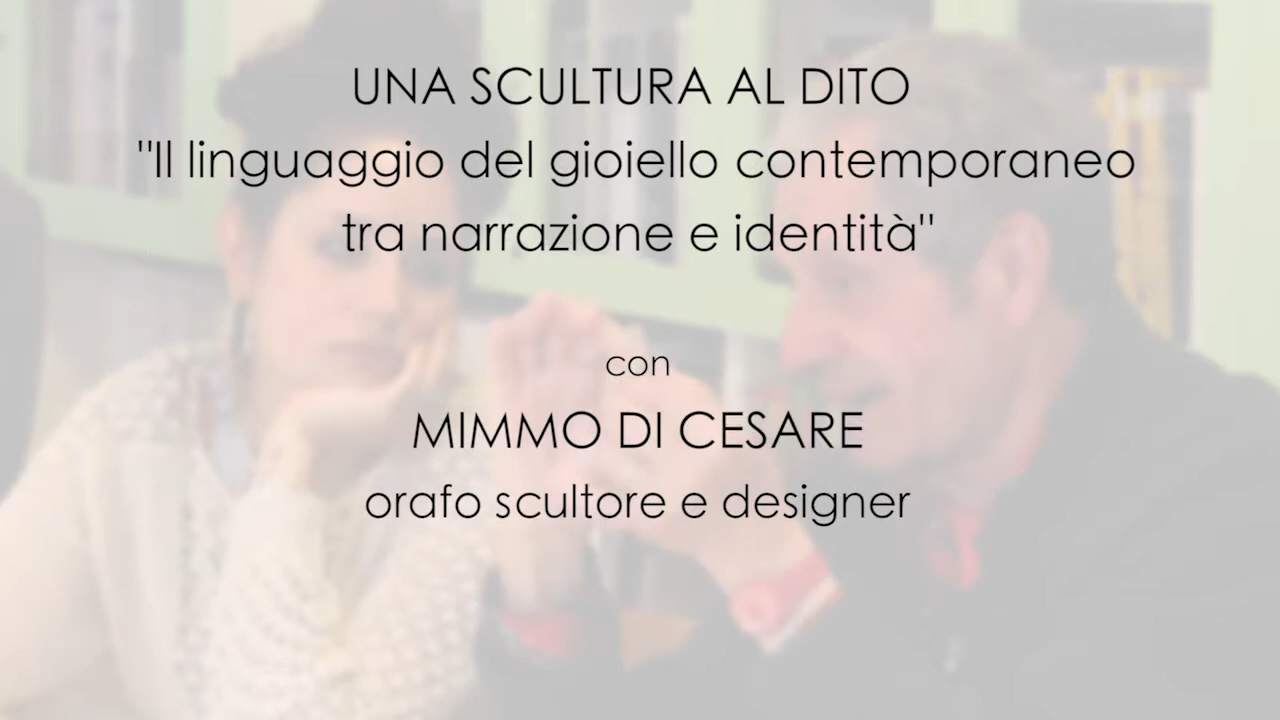 UNA SCULTURA AL DITO
"Il linguaggio del gioiello contemporaneo
tra narrazione e identità"
con
MIMMO DI CESARE
orafo scultore e designer